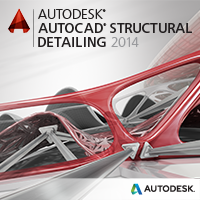 AUTODESK®
AUTOCAD® STRUCTURAL
DETAILING 2014
AUTODESK.